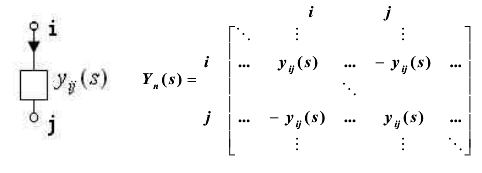 i
y_ij(s)
j
i j
⋱ ⋮ ⋮
i ... y_ij(s) ... − y_ij(s) ...
Y_n(s) = ⋱
j ... − y_ij(s) ... y_ij(s) ...
⋮ ⋮ ⋱